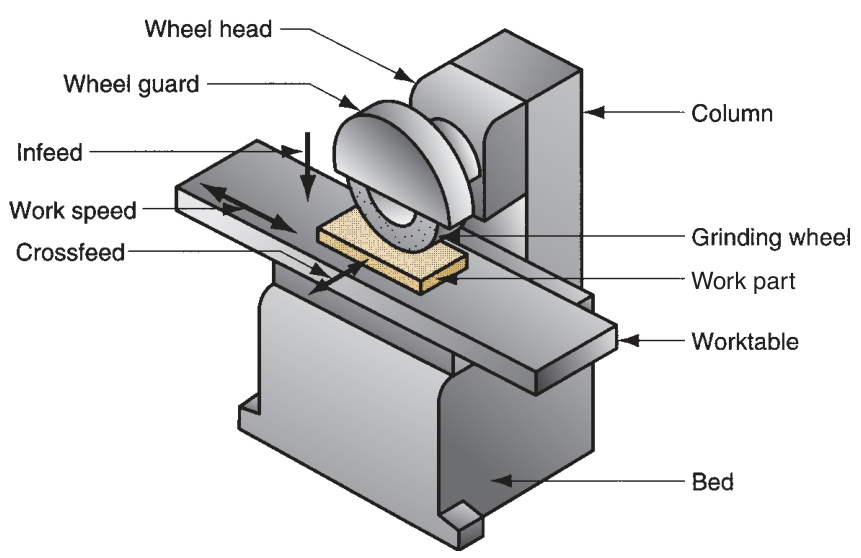 Wheel head
Wheel guard
Infeed
Work speed
Crossfeed
Column
Grinding wheel
Work part
Worktable
Bed